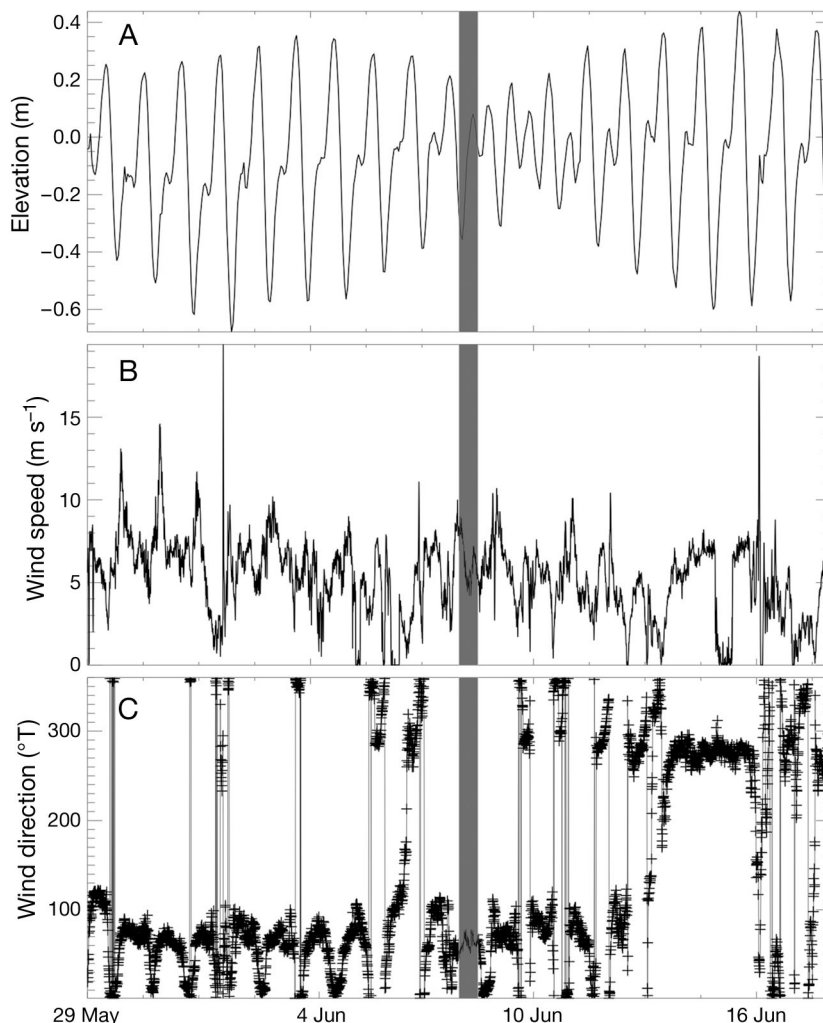 A
0.4
0.2
0.0
−0.2
−0.4
−0.6
Elevation (m)
B
15
10
5
0
Wind speed (m s⁻¹)
C
300
200
100
Wind direction (°T)
29 May 4 Jun 10 Jun 16 Jun